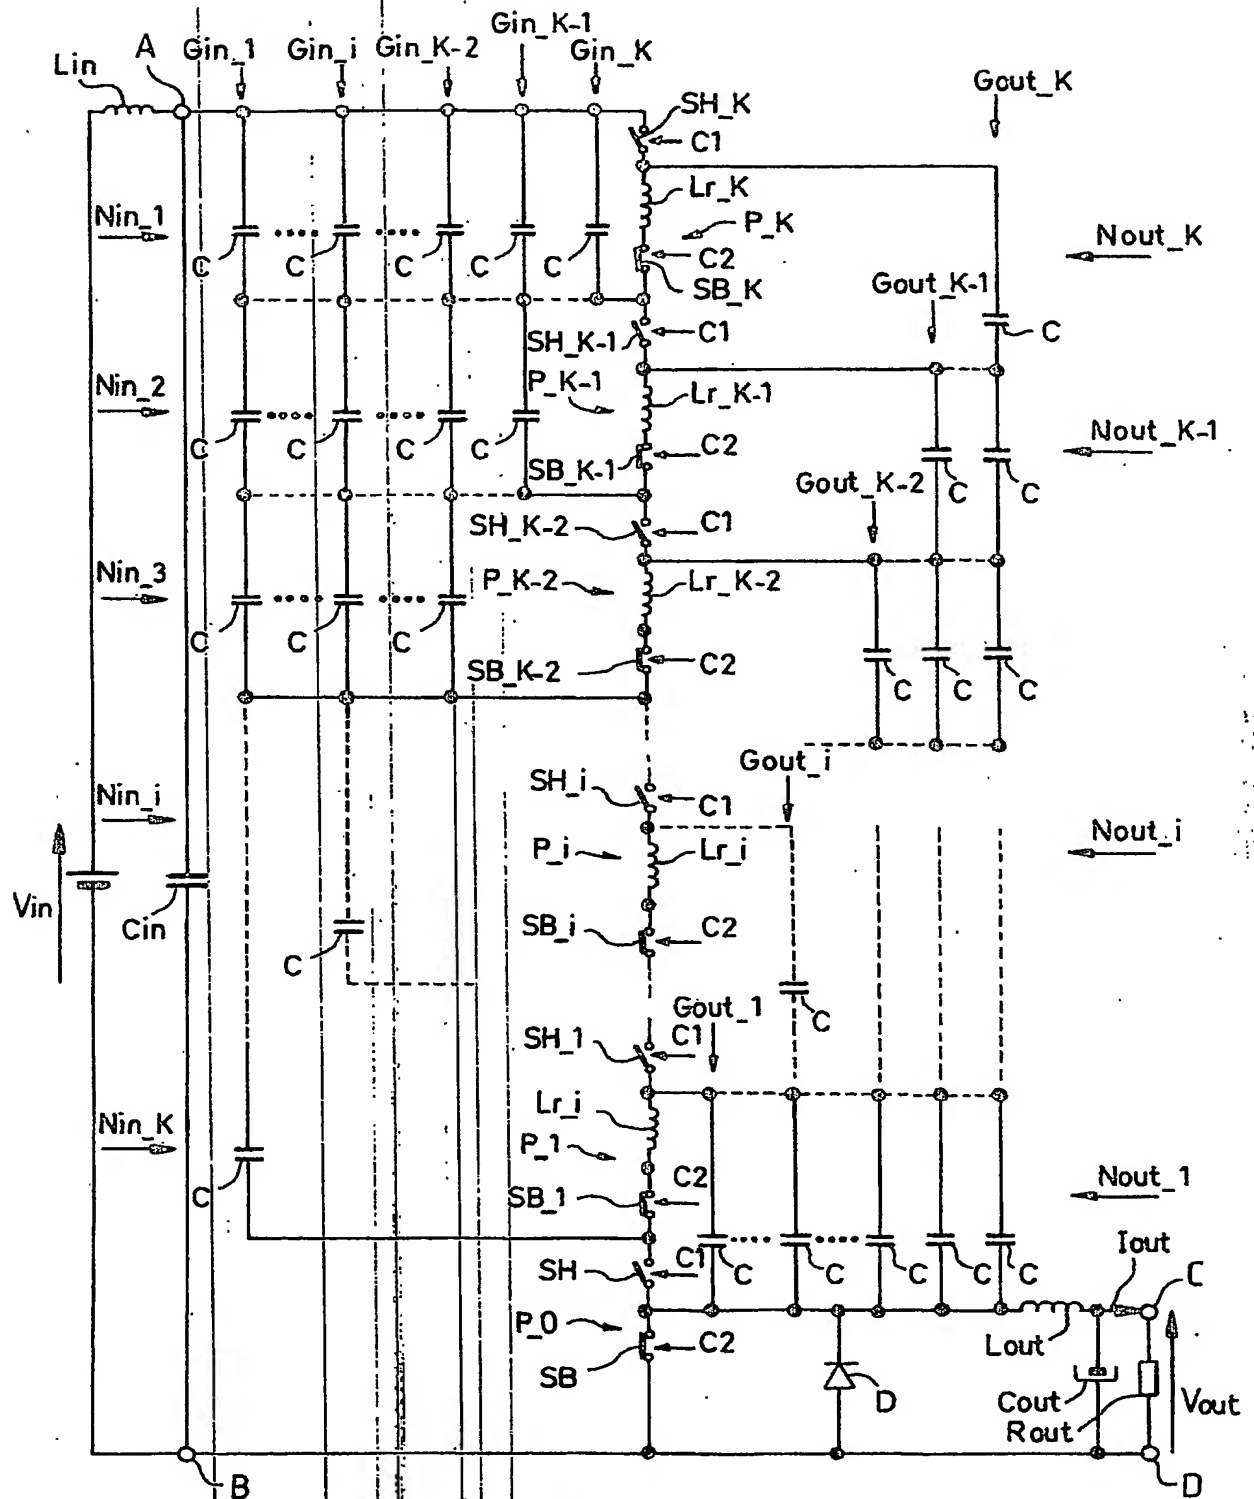 Gin_K-1
A Gin_1 Gin_i Gin_K-2 Gin_K
Lin Gout_K
SH_K
C1
Lr_K
Nin_1 P_K Nout_K
C C C C C C2
SB_K Gout_K-1
SH_K-1 C1 C
Nin_2 P_K-1 Lr_K-1
C C C C C2 Nout_K-1
SB_K-1 Gout_K-2 C C
SH_K-2 C1
Nin_3 P_K-2 Lr_K-2
C C C SB_K-2 C2 C C C
Gout_i
Nin_i SH_i C1 Nout_i
P_i Lr_i
Vin Cin SB_i C2
C
Gout_1 C
SH_1 C1
Nin_K Lr_i
P_1
C SB_1 C2 Nout_1
SH C1 C C C C C Iout C
P_0 C2 Lout
SB D Cout Vout
Rout
B D